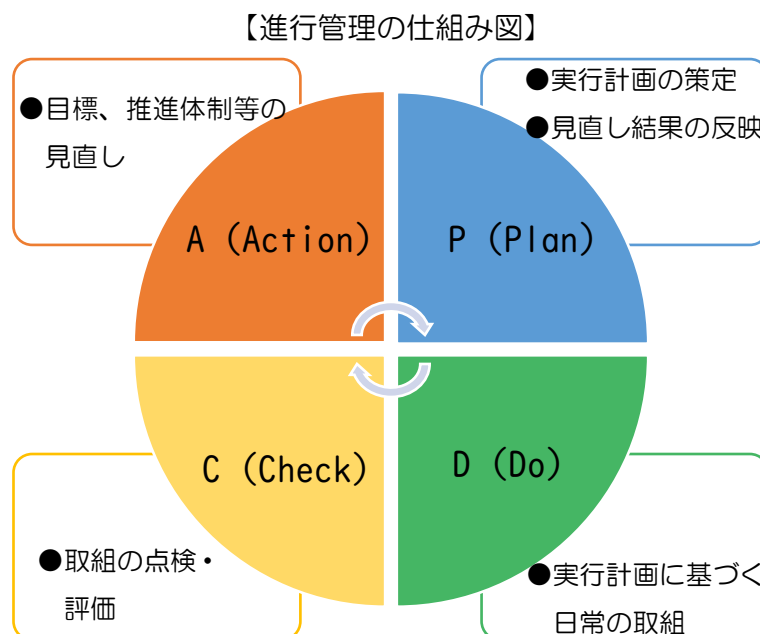 【進行管理の仕組み図】
●目標、推進体制等の
見直し
●実行計画の策定
●見直し結果の反映
A (Action)
P (Plan)
C (Check)
D (Do)
●取組の点検・
評価
●実行計画に基づく
日常の取組